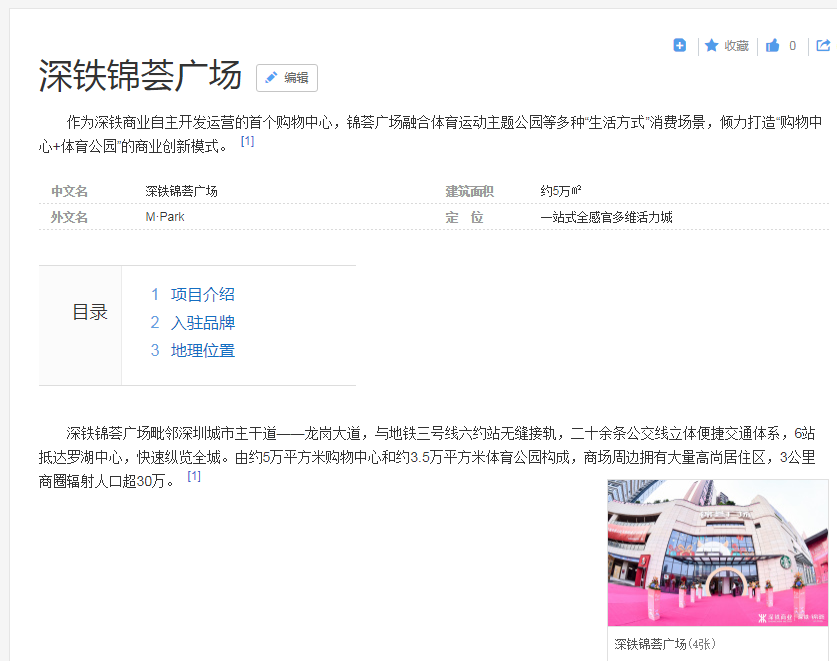 收藏 0
深铁锦荟广场 编辑
作为深铁商业自主开发运营的首个购物中心，锦荟广场融合体育运动主题公园等多种“生活方式”消费场景，倾力打造“购物中
心+体育公园”的商业创新模式。 [1]
中文名 深铁锦荟广场 建筑面积 约5万㎡
外文名 M·Park 定 位 一站式全感官多维活力城
目录
1 项目介绍
2 入驻品牌
3 地理位置
深铁锦荟广场毗邻深圳城市主干道——龙岗大道，与地铁三号线六约站无缝接轨，二十余条公交线立体便捷交通体系，6站
抵达罗湖中心，快速纵览全城。由约5万平方米购物中心和约3.5万平方米体育公园构成，商场周边拥有大量高尚居住区，3公里
商圈辐射人口超30万。 [1]
锦荟广场
深铁商业
深铁锦荟广场(4张)